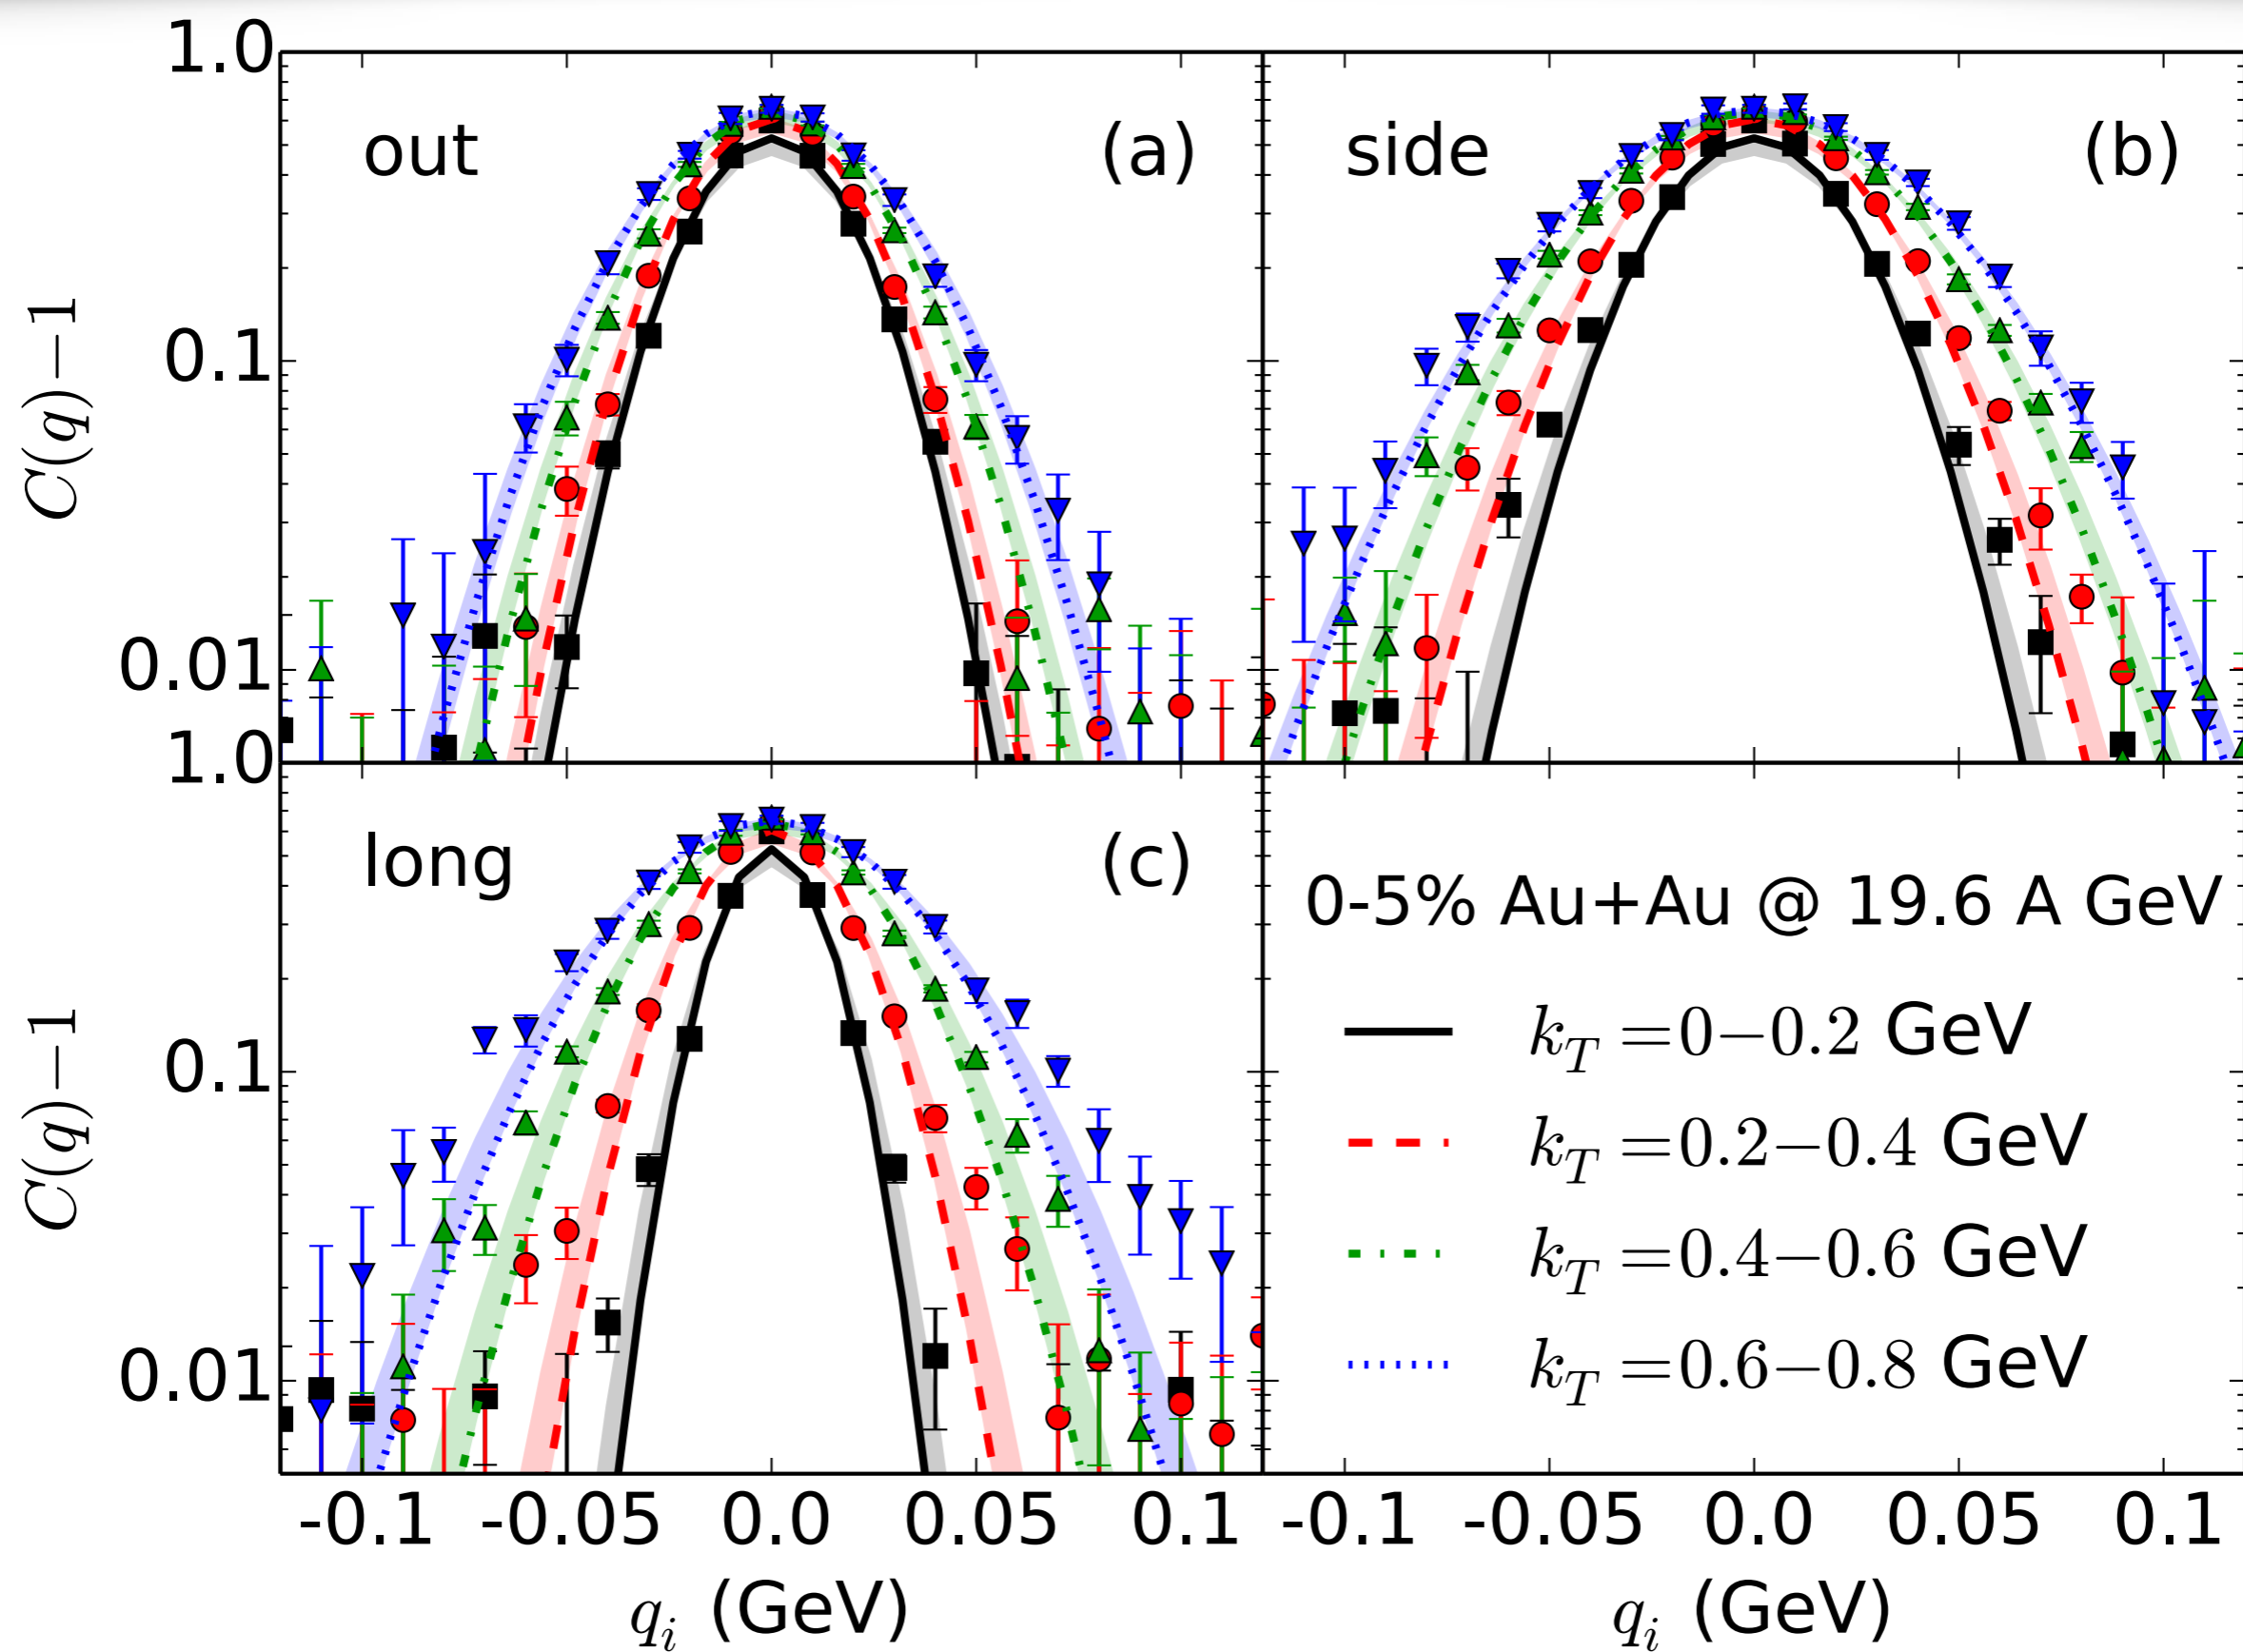 1.0
out
(a)
side
(b)
C(q)−1
0.1
0.01
1.0
long
(c)
0-5% Au+Au @ 19.6 A GeV
C(q)−1
k_T =0−0.2 GeV
0.1
k_T =0.2−0.4 GeV
k_T =0.4−0.6 GeV
0.01
k_T =0.6−0.8 GeV
-0.1 -0.05 0.0 0.05 0.1 -0.1 -0.05 0.0 0.05 0.1
q_i (GeV) q_i (GeV)